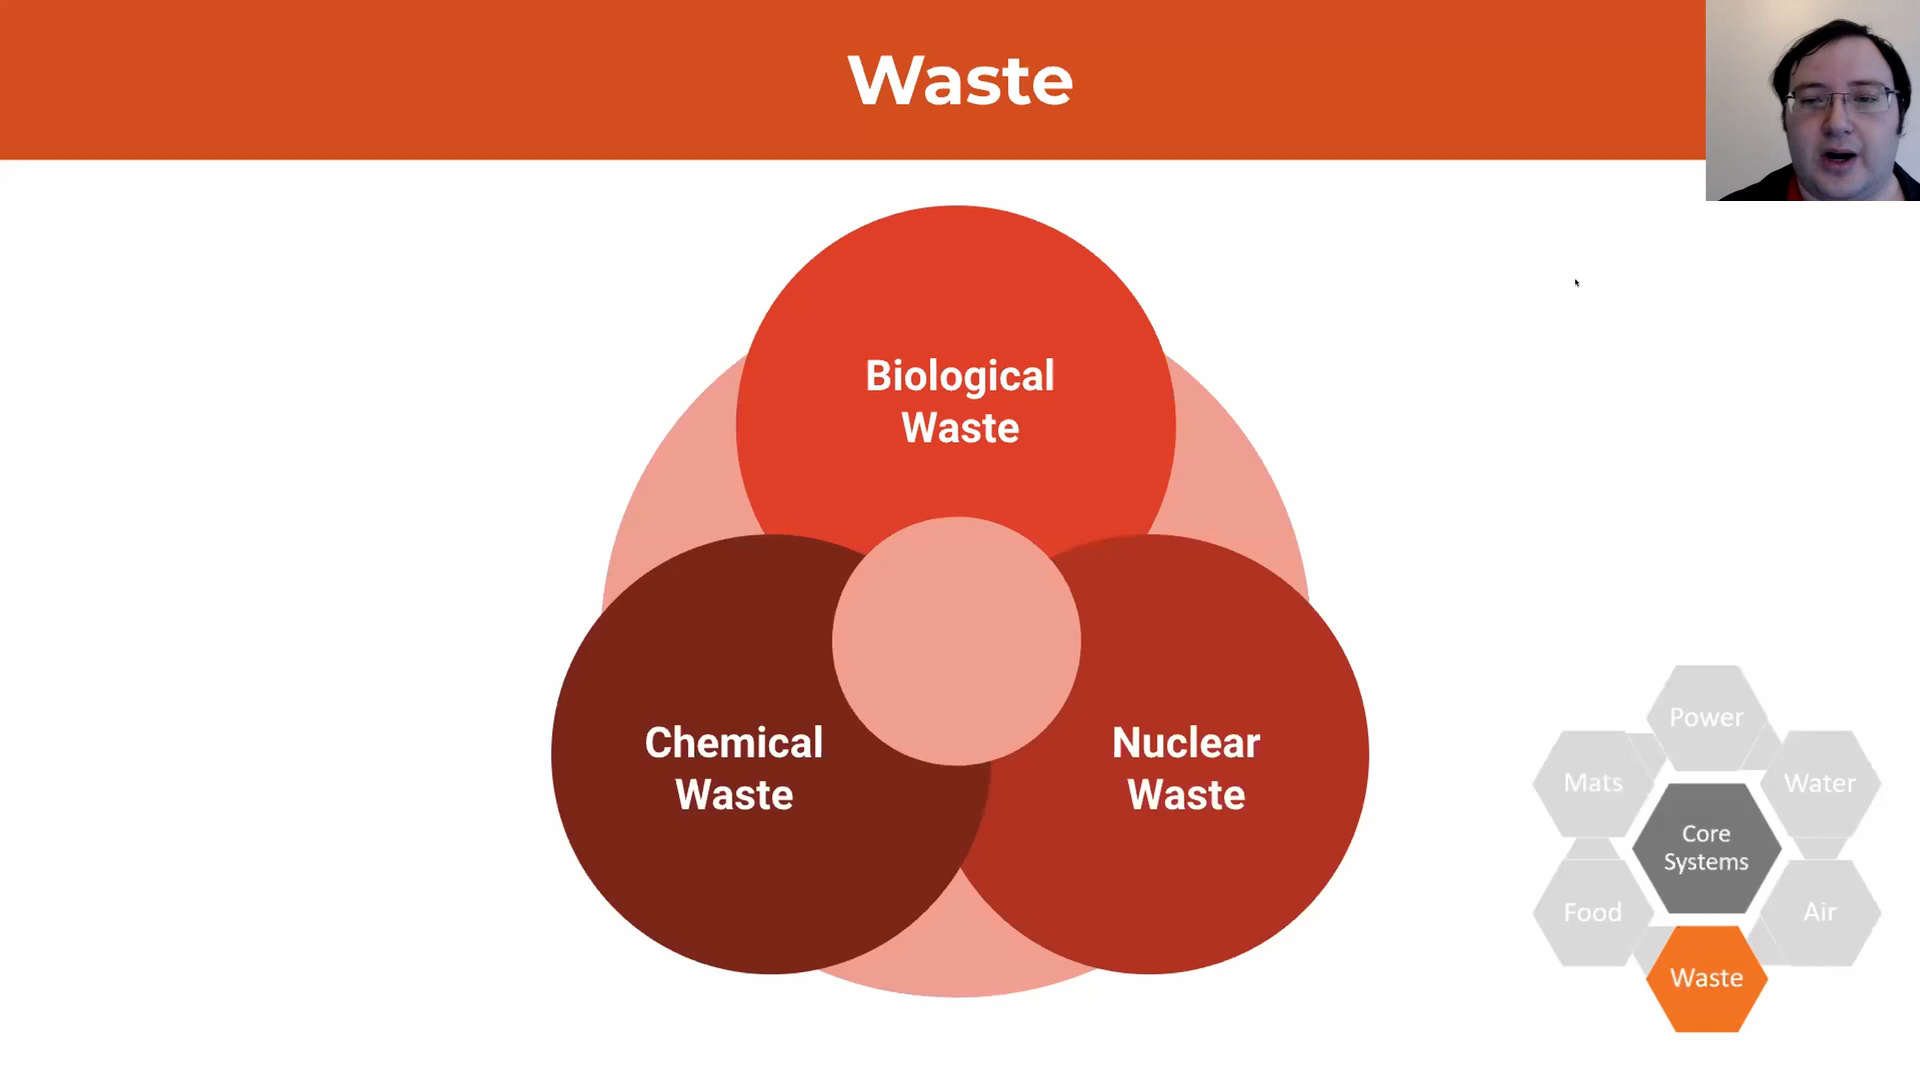 Waste
Biological
Waste
Chemical
Waste
Nuclear
Waste
Power
Mats
Water
Core
Systems
Food
Air
Waste